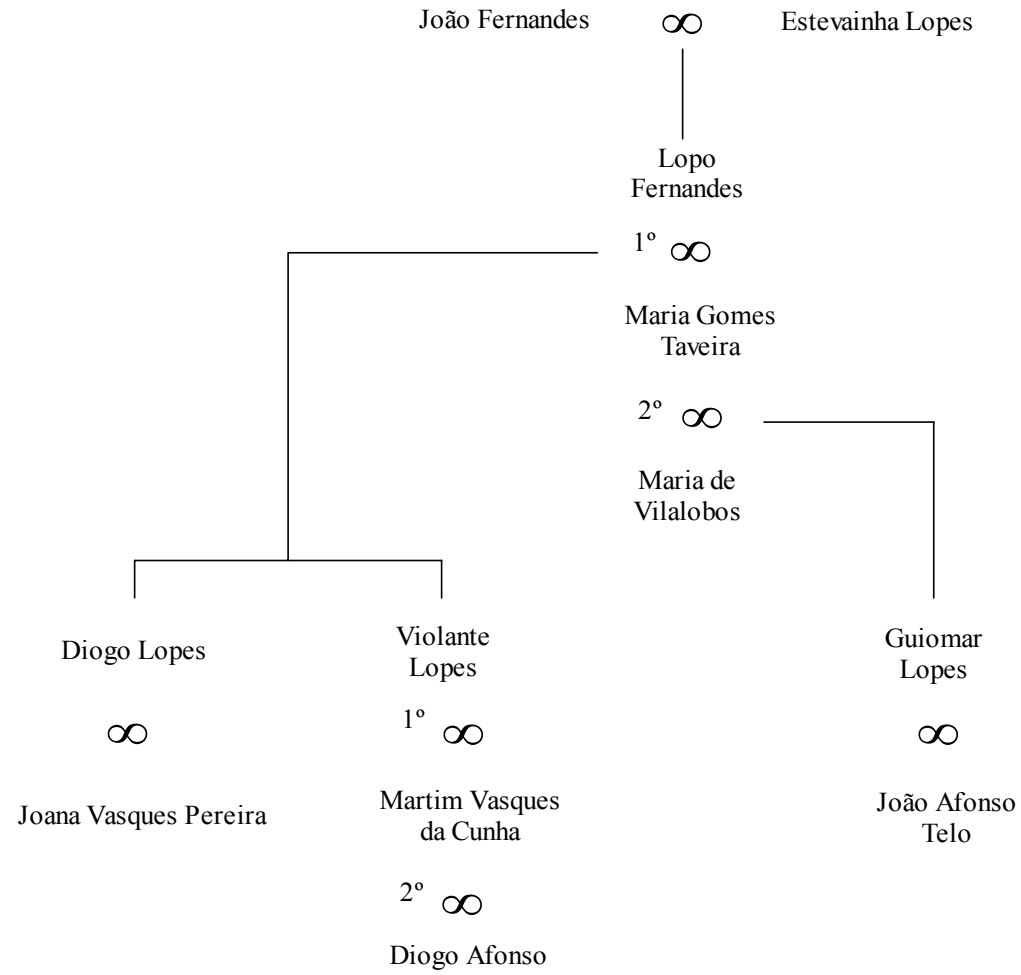 João Fernandes ∞ Estevainha Lopes
Lopo
Fernandes
1º ∞
Maria Gomes
Taveira
2º ∞
Maria de
Vilalobos
Diogo Lopes
∞
Joana Vasques Pereira
Violante
Lopes
1º ∞
Martim Vasques
da Cunha
2º ∞
Diogo Afonso
Guiomar
Lopes
∞
João Afonso
Telo